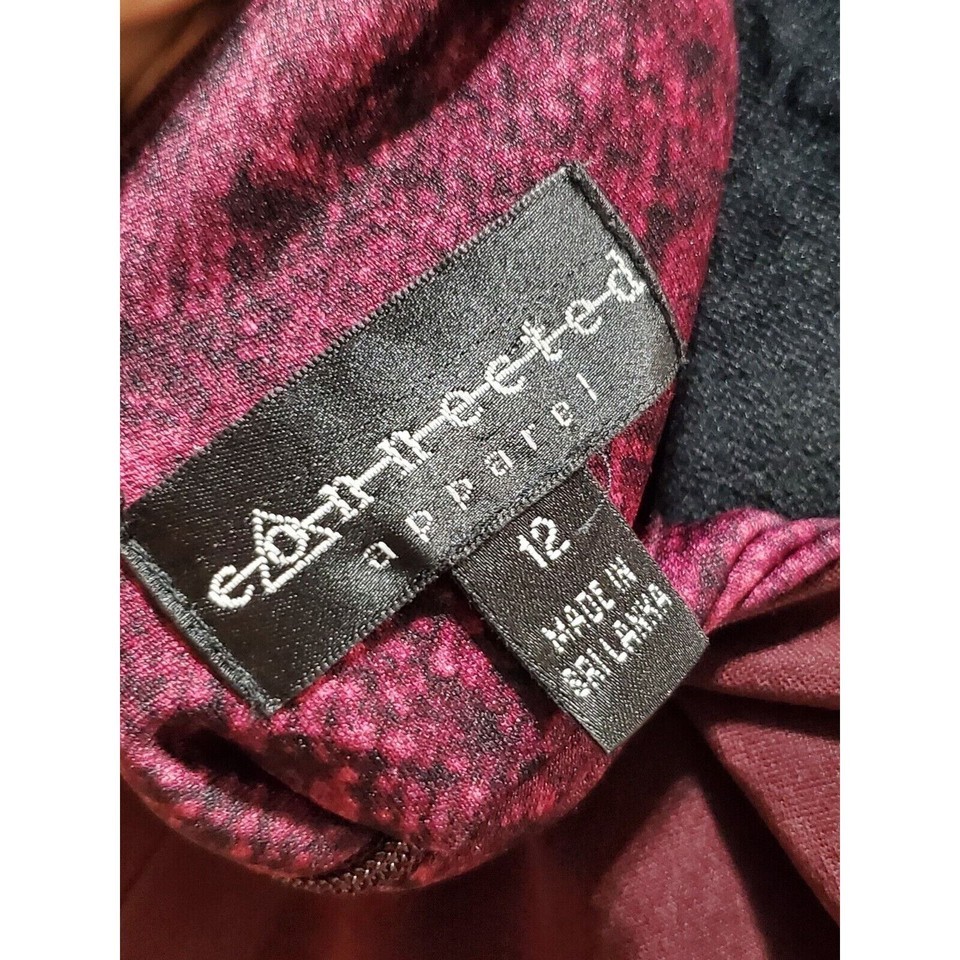 connected
apparel
12
MADE IN
SRI LANKA